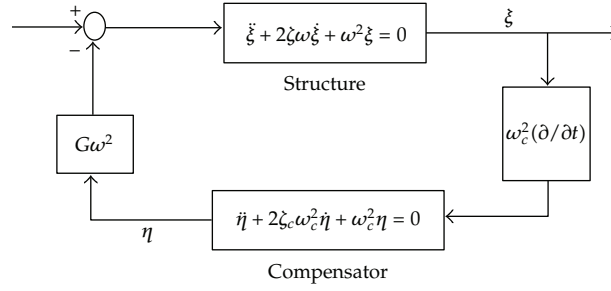 +
−
ξ̈ + 2ζωξ̇ + ω²ξ = 0
ξ
Structure
Gω²
ω_c²(∂/∂t)
η̈ + 2ζ_cω_c²η̇ + ω_c²η = 0
η
Compensator